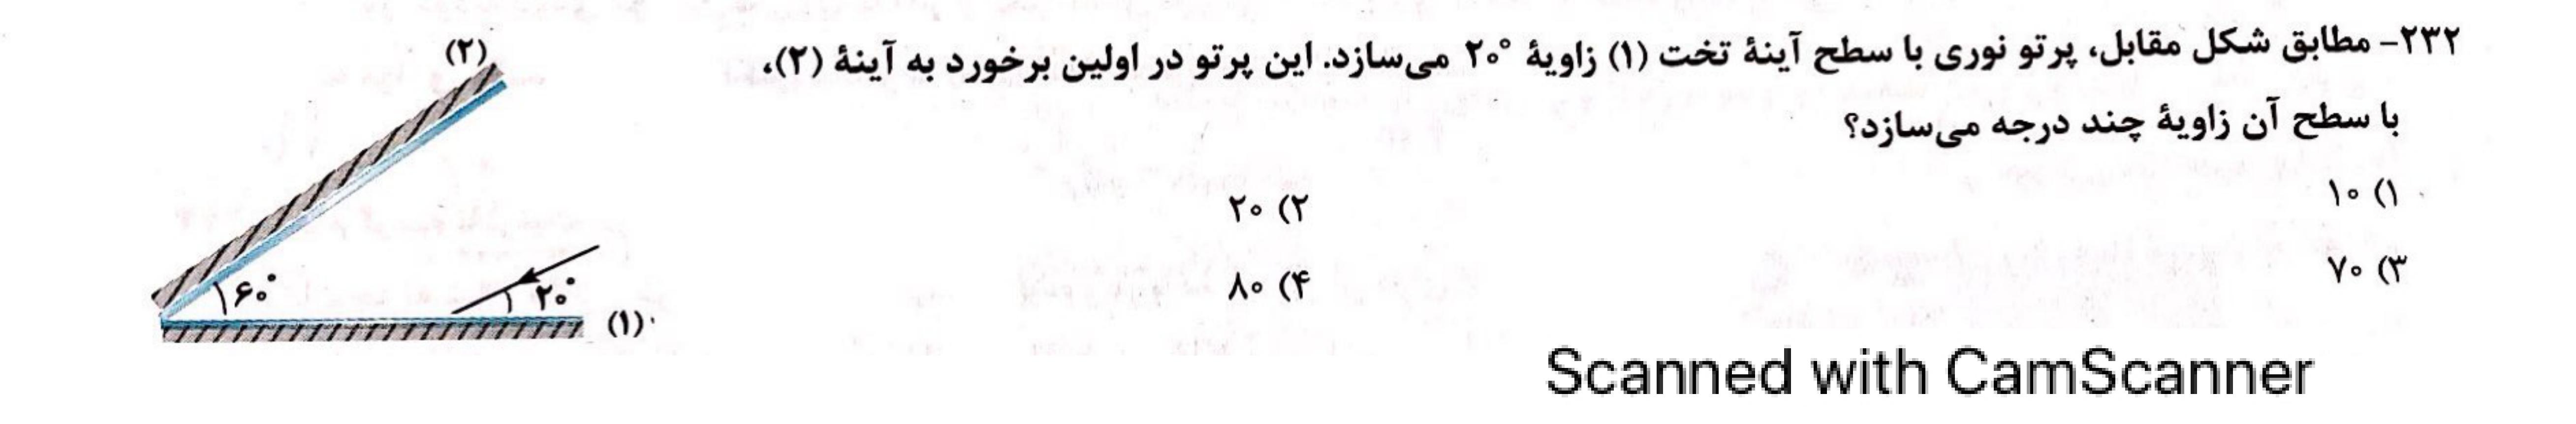 ۲۳۲- مطابق شکل مقابل، پرتو نوری با سطح آینهٔ تخت (۱) زاویهٔ ۲۰° می‌سازد. این پرتو در اولین برخورد به آینهٔ (۲)،
با سطح آن زاویهٔ چند درجه می‌سازد؟
۱) ۱۰
۲) ۲۰
۳) ۷۰
۴) ۸۰
(۲)
۶۰°
۲۰°
(۱)
Scanned with CamScanner